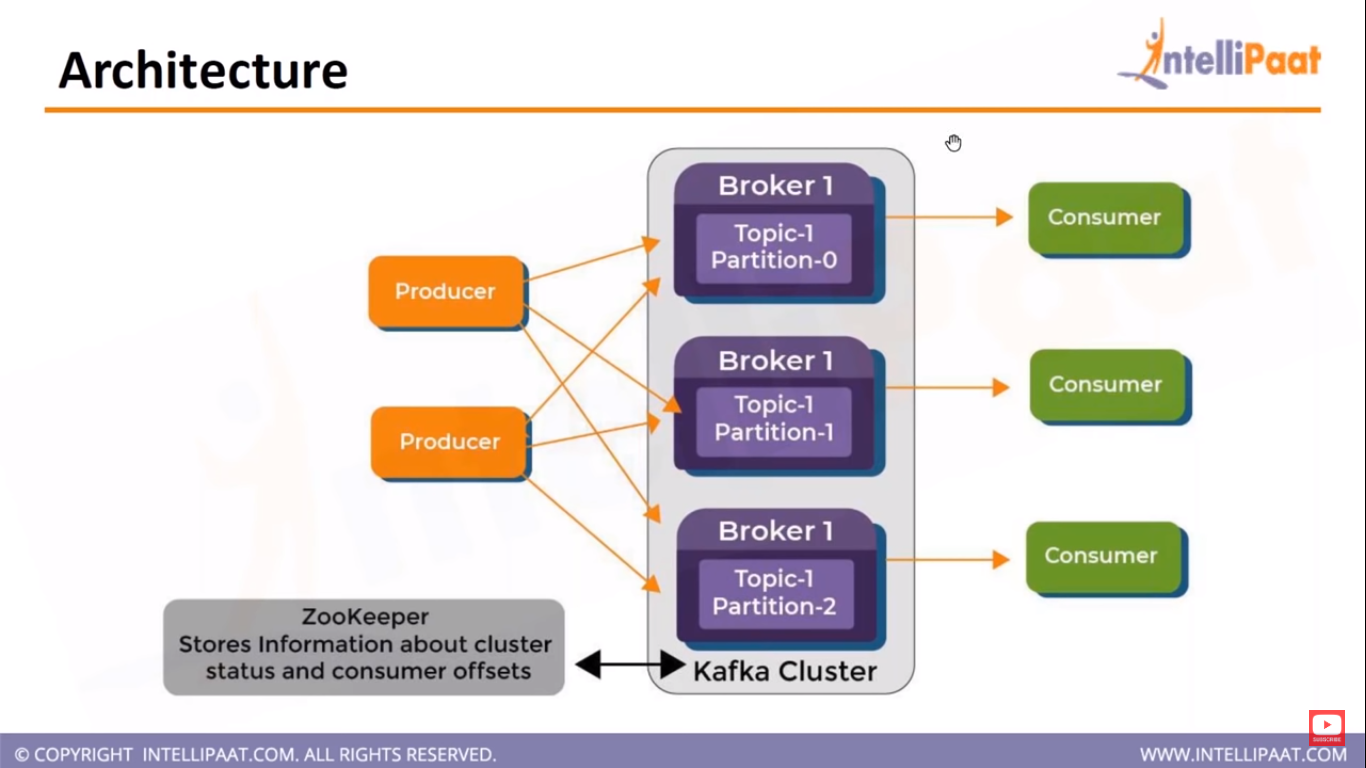 Architecture
IntelliPaat
Broker 1
Topic-1
Partition-0
Consumer
Producer
Broker 1
Topic-1
Partition-1
Consumer
Producer
Broker 1
Topic-1
Partition-2
Consumer
ZooKeeper
Stores Information about cluster
status and consumer offsets
Kafka Cluster
SUBSCRIBE
© COPYRIGHT INTELLIPAAT.COM. ALL RIGHTS RESERVED.
WWW.INTELLIPAAT.COM